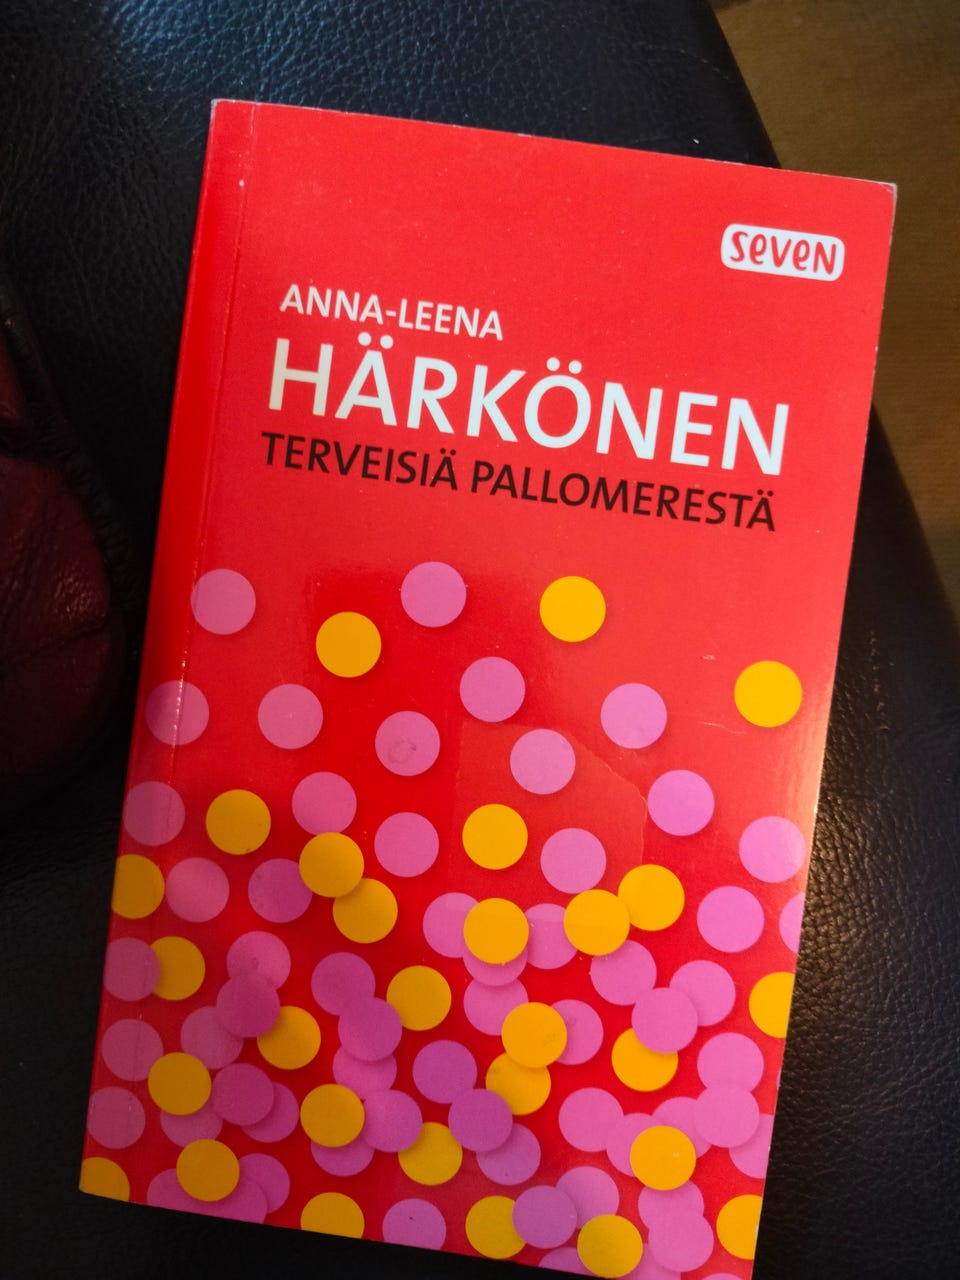 seveN
ANNA-LEENA
HÄRKÖNEN
TERVEISIÄ PALLOMERESTÄ